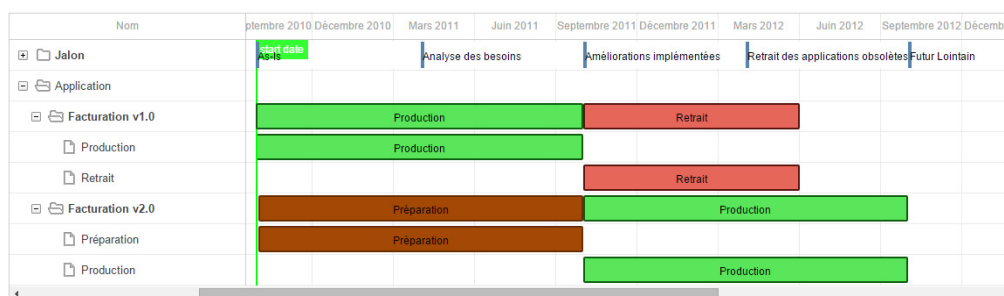 Nom
ptembre 2010 Décembre 2010 Mars 2011 Juin 2011 Septembre 2011 Décembre 2011 Mars 2012 Juin 2012 Septembre 2012 Décemb
start date
Jalon
As-Is
Analyse des besoins
Améliorations implémentées
Retrait des applications obsolètes
Futur Lointain
Application
Facturation v1.0
Production
Retrait
Production
Production
Retrait
Retrait
Facturation v2.0
Préparation
Production
Préparation
Préparation
Production
Production